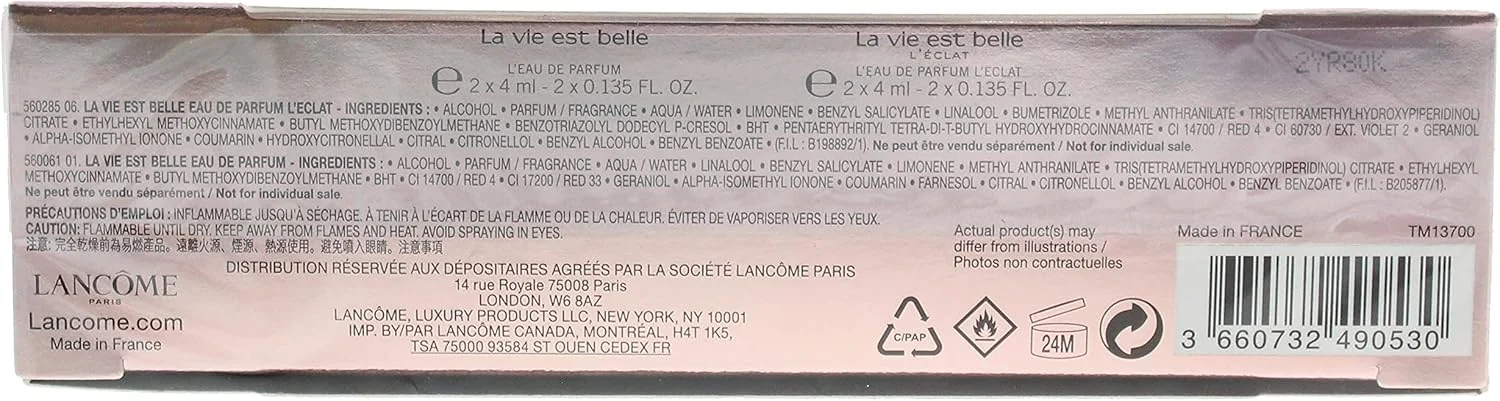 La vie est belle
L'EAU DE PARFUM
℮ 2 x 4 ml - 2 x 0.135 FL. OZ.
La vie est belle
L'ÉCLAT
L'EAU DE PARFUM L'ECLAT
℮ 2 x 4 ml - 2 x 0.135 FL. OZ.
2YR80K
560285 06. LA VIE EST BELLE EAU DE PARFUM L'ECLAT - INGREDIENTS : • ALCOHOL • PARFUM / FRAGRANCE • AQUA / WATER • LIMONENE • BENZYL SALICYLATE • LINALOOL • BUMETRIZOLE • METHYL ANTHRANILATE • TRIS(TETRAMETHYLHYDROXYPIPERIDINOL)
CITRATE • ETHYLHEXYL METHOXYCINNAMATE • BUTYL METHOXYDIBENZOYLMETHANE • BENZOTRIAZOLYL DODECYL P-CRESOL • BHT • PENTAERYTHRITYL TETRA-DI-T-BUTYL HYDROXYHYDROCINNAMATE • CI 14700 / RED 4 • CI 60730 / EXT. VIOLET 2 • GERANIOL
• ALPHA-ISOMETHYL IONONE • COUMARIN • HYDROXYCITRONELLAL • CITRAL • CITRONELLOL • BENZYL ALCOHOL • BENZYL BENZOATE • (F.I.L : B198892/1). Ne peut être vendu séparément / Not for individual sale.
560061 01. LA VIE EST BELLE EAU DE PARFUM - INGREDIENTS : • ALCOHOL • PARFUM / FRAGRANCE • AQUA / WATER • LINALOOL • BENZYL SALICYLATE • LIMONENE • METHYL ANTHRANILATE • TRIS(TETRAMETHYLHYDROXYPIPERIDINOL) CITRATE • ETHYLHEXYL
METHOXYCINNAMATE • BUTYL METHOXYDIBENZOYLMETHANE • BHT • CI 14700 / RED 4 • CI 17200 / RED 33 • GERANIOL • ALPHA-ISOMETHYL IONONE • COUMARIN • FARNESOL • CITRAL • CITRONELLOL • BENZYL ALCOHOL • BENZYL BENZOATE • (F.I.L : B205877/1).
Ne peut être vendu séparément / Not for individual sale.
PRÉCAUTIONS D'EMPLOI : INFLAMMABLE JUSQU'À SÉCHAGE. À TENIR À L'ÉCART DE LA FLAMME OU DE LA CHALEUR. ÉVITER DE VAPORISER VERS LES YEUX.
CAUTION: FLAMMABLE UNTIL DRY. KEEP AWAY FROM FLAMES AND HEAT. AVOID SPRAYING IN EYES.
注意: 完全乾燥前為易燃產品。遠離火源、煙源、熱源使用。避免噴入眼睛。注意事項
LANCÔME
PARIS
Lancome.com
Made in France
DISTRIBUTION RÉSERVÉE AUX DÉPOSITAIRES AGRÉÉS PAR LA SOCIÉTÉ LANCÔME PARIS
14 rue Royale 75008 Paris
LONDON, W6 8AZ
LANCÔME, LUXURY PRODUCTS LLC, NEW YORK, NY 10001
IMP. BY/PAR LANCÔME CANADA, MONTRÉAL, H4T 1K5,
TSA 75000 93584 ST OUEN CEDEX FR
Actual product(s) may
differ from illustrations /
Photos non contractuelles
C/PAP
24M
Made in FRANCE
TM13700
3 660732 490530